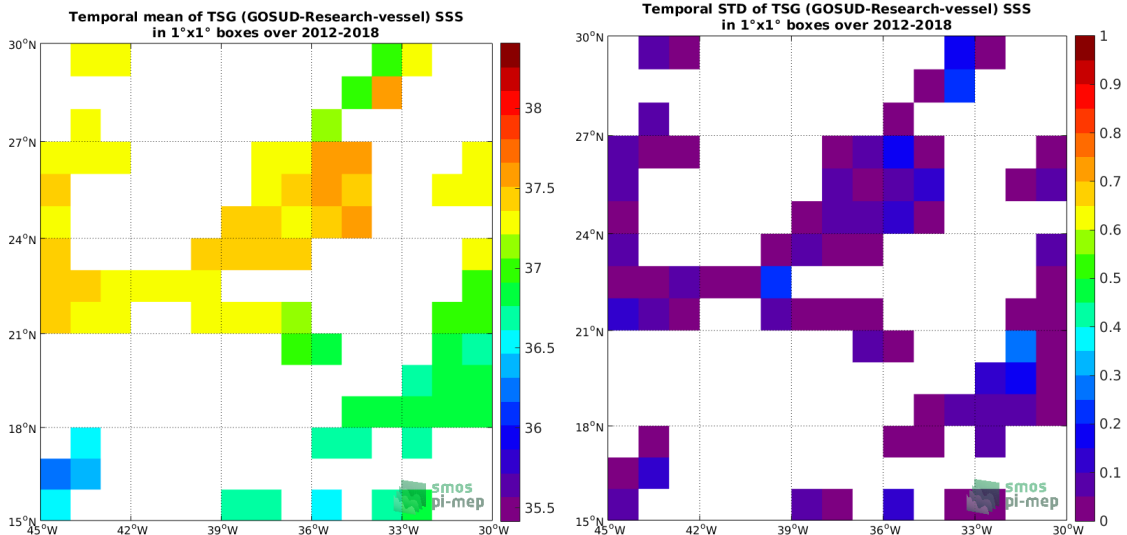 Temporal mean of TSG (GOSUD-Research-vessel) SSS
in 1°x1° boxes over 2012-2018
30°N
27°N
24°N
21°N
18°N
15°N
45°W
42°W
39°W
36°W
33°W
30°W
38
37.5
37
36.5
36
35.5
smos
pi-mep
Temporal STD of TSG (GOSUD-Research-vessel) SSS
in 1°x1° boxes over 2012-2018
30°N
27°N
24°N
21°N
18°N
15°N
45°W
42°W
39°W
36°W
33°W
30°W
1
0.9
0.8
0.7
0.6
0.5
0.4
0.3
0.2
0.1
0
smos
pi-mep